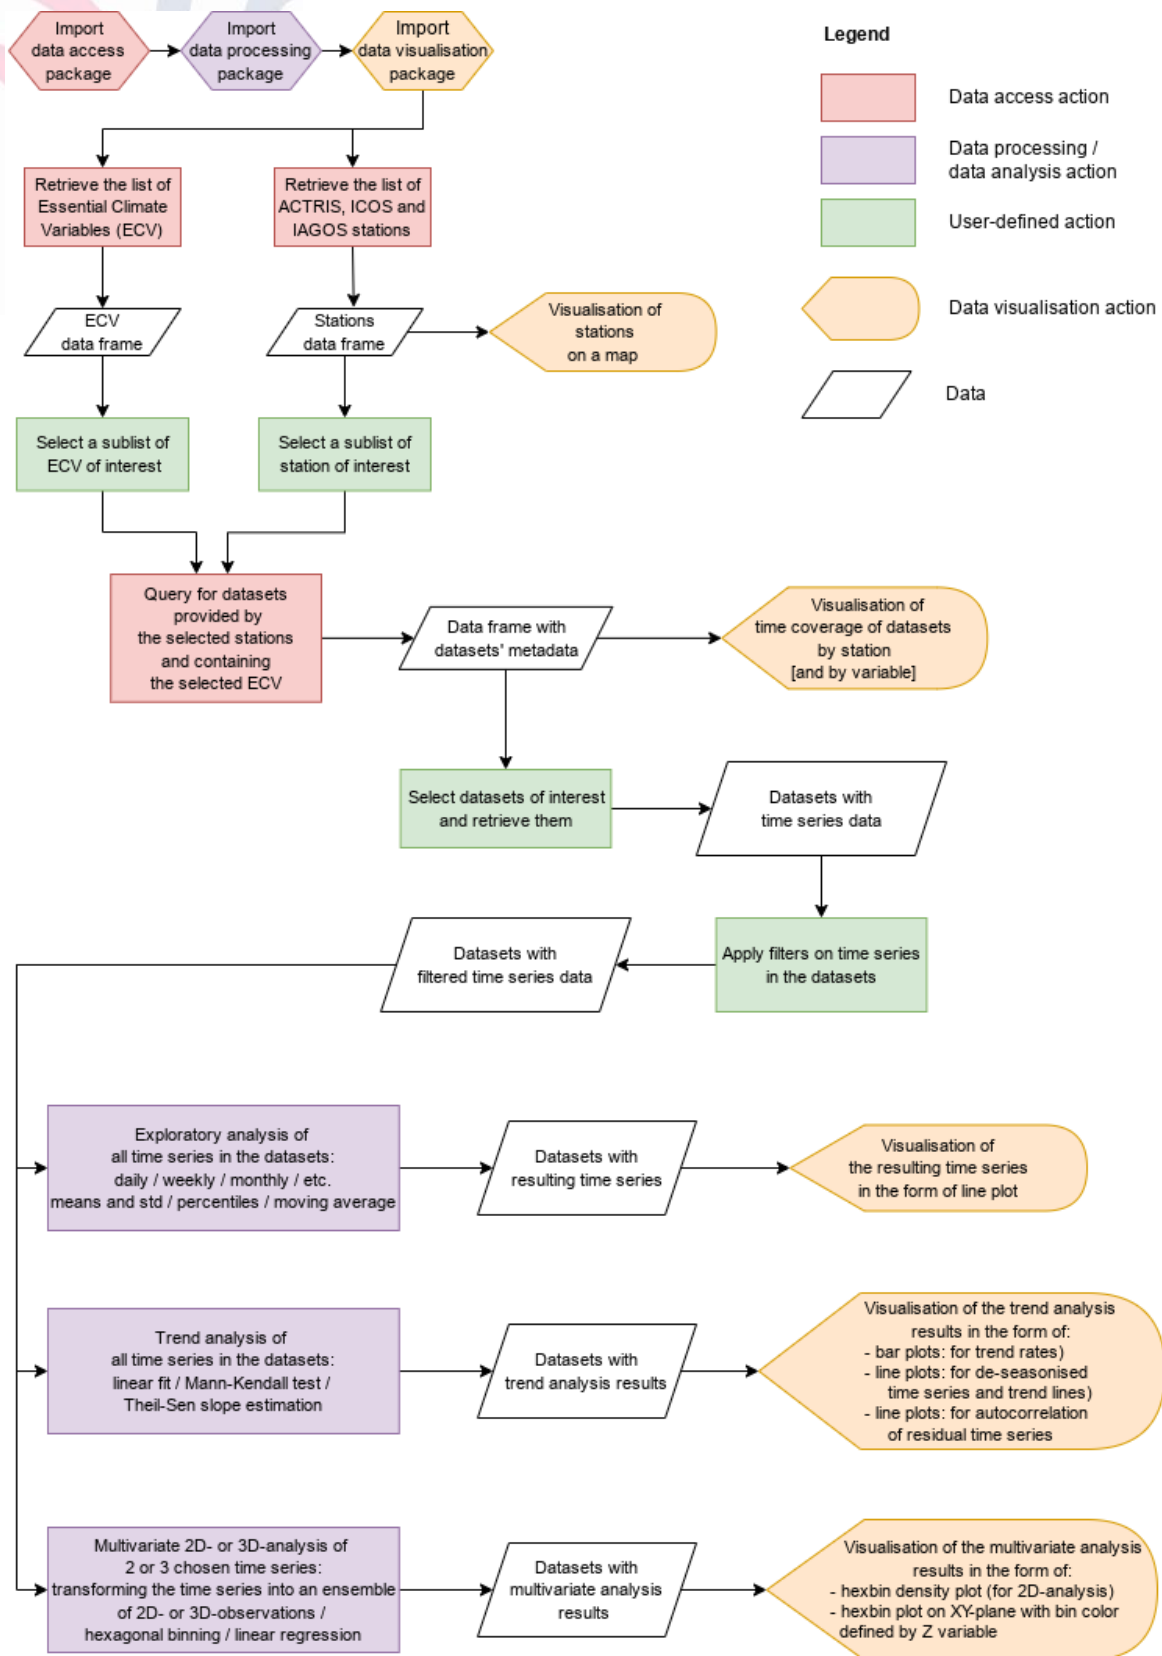 Import
data access
package
Import
data processing
package
Import
data visualisation
package
Legend
Data access action
Data processing /
data analysis action
User-defined action
Data visualisation action
Data
Retrieve the list of
Essential Climate
Variables (ECV)
Retrieve the list of
ACTRIS, ICOS and
IAGOS stations
ECV
data frame
Stations
data frame
Visualisation of
stations
on a map
Select a sublist of
ECV of interest
Select a sublist of
station of interest
Query for datasets
provided by
the selected stations
and containing
the selected ECV
Data frame with
datasets' metadata
Visualisation of
time coverage of datasets
by station
[and by variable]
Select datasets of interest
and retrieve them
Datasets with
time series data
Datasets with
filtered time series data
Apply filters on time series
in the datasets
Exploratory analysis of
all time series in the datasets:
daily / weekly / monthly / etc.
means and std / percentiles / moving average
Datasets with
resulting time series
Visualisation of
the resulting time series
in the form of line plot
Trend analysis of
all time series in the datasets:
linear fit / Mann-Kendall test /
Theil-Sen slope estimation
Datasets with
trend analysis results
Visualisation of the trend analysis
results in the form of:
- bar plots: for trend rates)
- line plots: for de-seasonised
time series and trend lines)
- line plots: for autocorrelation
of residual time series
Multivariate 2D- or 3D-analysis of
2 or 3 chosen time series:
transforming the time series into an ensemble
of 2D- or 3D-observations /
hexagonal binning / linear regression
Datasets with
multivariate analysis
results
Visualisation of the multivariate analysis
results in the form of:
- hexbin density plot (for 2D-analysis)
- hexbin plot on XY-plane with bin color
defined by Z variable